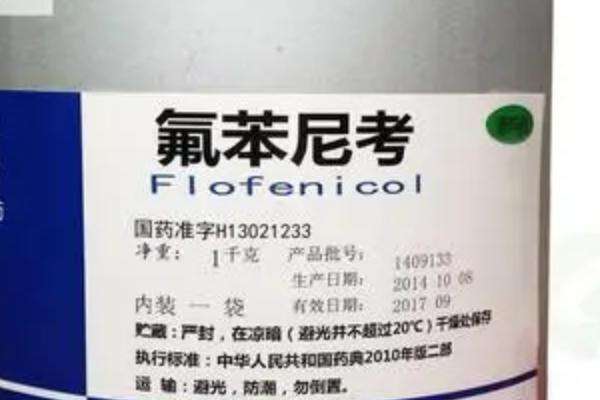 氟苯尼考
Flofenicol
国药准字H13021233
净重： 1千克 产品批号： 1409133
生产日期： 2014 10 08
内装 一 袋 有效日期： 2017 09
贮藏：严封，在凉暗（避光并不超过20℃）干燥处保存
执行标准：中华人民共和国药典2010年版二部
运 输：避光，防潮，勿倒置。